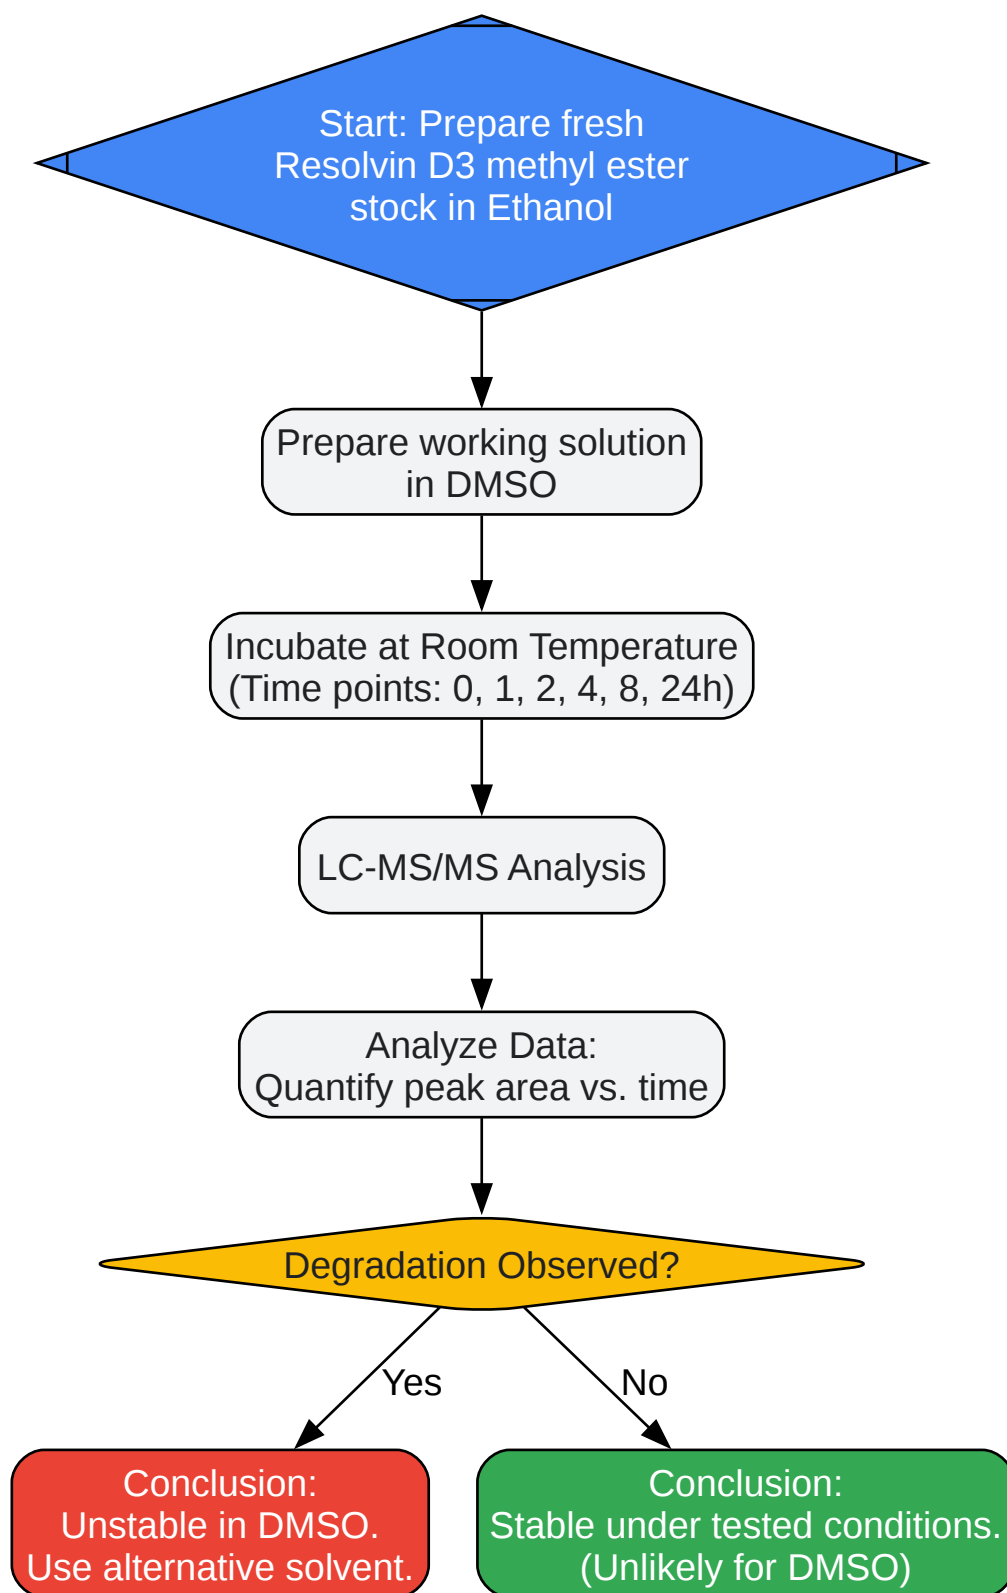 Start: Prepare fresh
Resolvin D3 methyl ester
stock in Ethanol
Prepare working solution
in DMSO
Incubate at Room Temperature
(Time points: 0, 1, 2, 4, 8, 24h)
LC-MS/MS Analysis
Analyze Data:
Quantify peak area vs. time
Degradation Observed?
Yes
No
Conclusion:
Unstable in DMSO.
Use alternative solvent.
Conclusion:
Stable under tested conditions.
(Unlikely for DMSO)